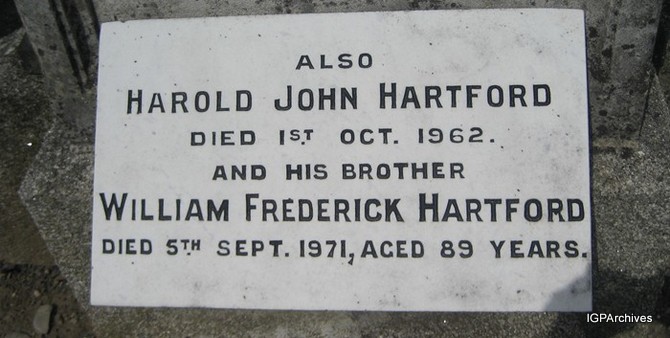 ALSO
HAROLD JOHN HARTFORD
DIED 1ST OCT. 1962.
AND HIS BROTHER
WILLIAM FREDERICK HARTFORD
DIED 5TH SEPT. 1971, AGED 89 YEARS.
IGPArchives